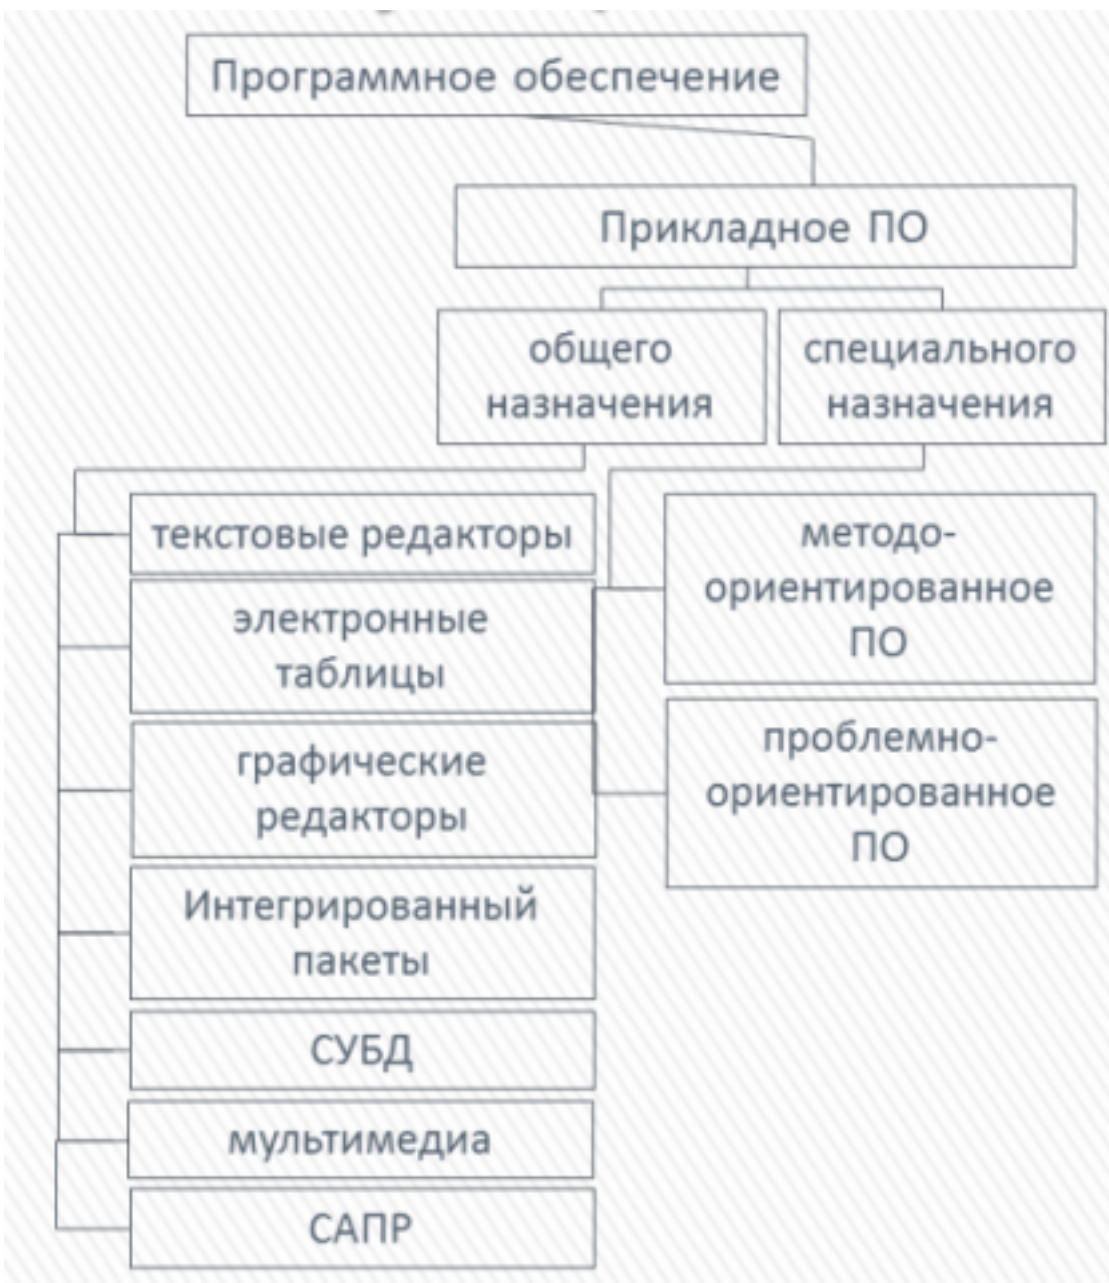 Программное обеспечение
Прикладное ПО
общего
назначения
специального
назначения
текстовые редакторы
электронные
таблицы
графические
редакторы
Интегрированный
пакеты
СУБД
мультимедиа
САПР
методо-
ориентированное
ПО
проблемно-
ориентированное
ПО